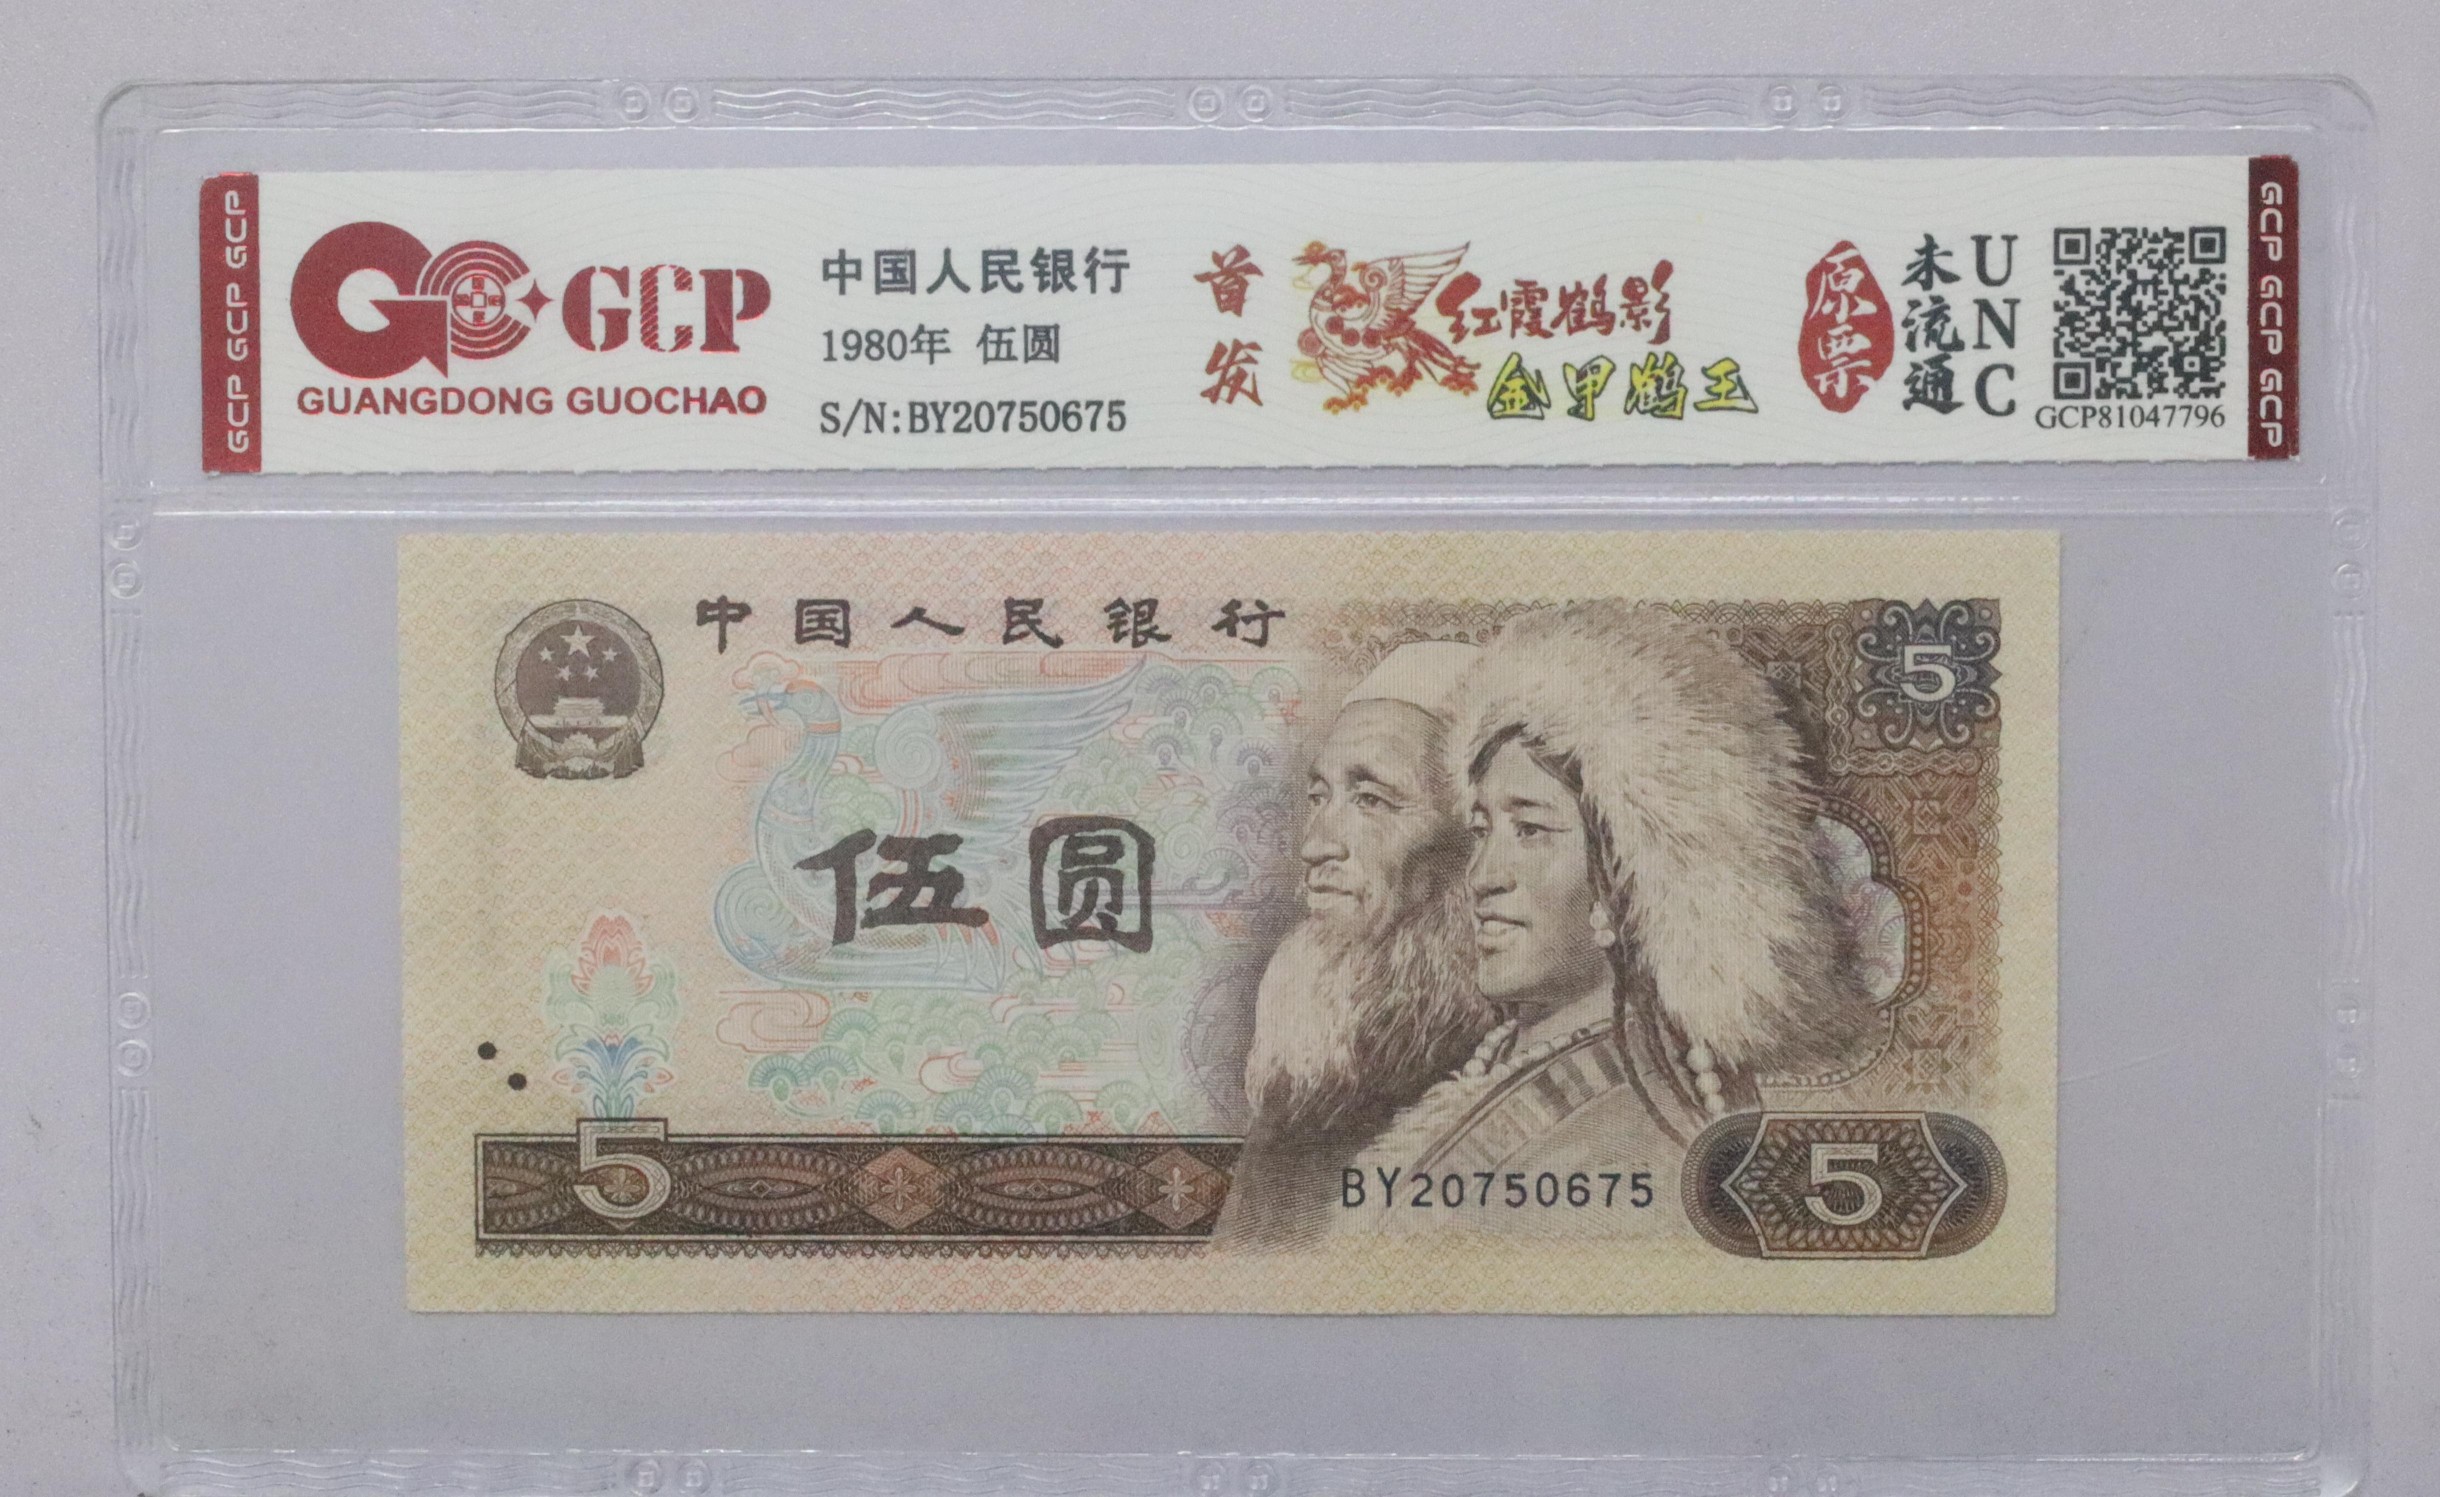 GCP GCP GCP
GCP
GUANGDONG GUOCHAO
中国人民银行
1980年 伍圆
S/N:BY20750675
首发
红霞鹤影
金甲鹤王
原票
未流通
UNC
GCP81047796
GCP GCP GCP
中国人民银行
5
伍圆
5
BY20750675
5